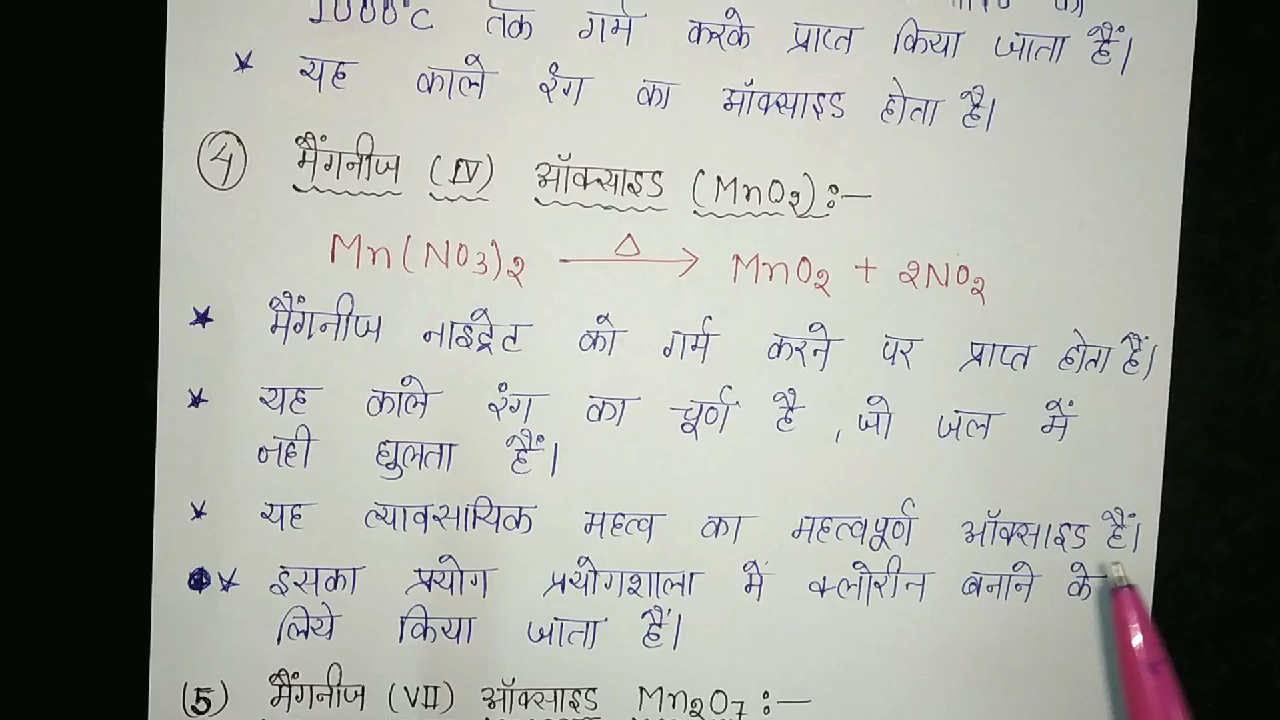 1000°C तक गर्म करके प्राप्त किया जाता हैं।
* यह काले रंग का ऑक्साइड होता है।
(4) मैंगनीज (IV) ऑक्साइड (MnO2) :—
Mn(NO3)2 —Δ→ MnO2 + 2NO2
* मैंगनीज नाइट्रेट को गर्म करने पर प्राप्त होता हैं।
* यह काले रंग का चूर्ण है , जो जल में
नही घुलता हैं।
* यह व्यावसायिक महत्व का महत्वपूर्ण ऑक्साइड हैं।
* इसका प्रयोग प्रयोगशाला में क्लोरीन बनाने के
लिये किया जाता हैं।
(5) मैंगनीज (VII) ऑक्साइड Mn2O7 :—